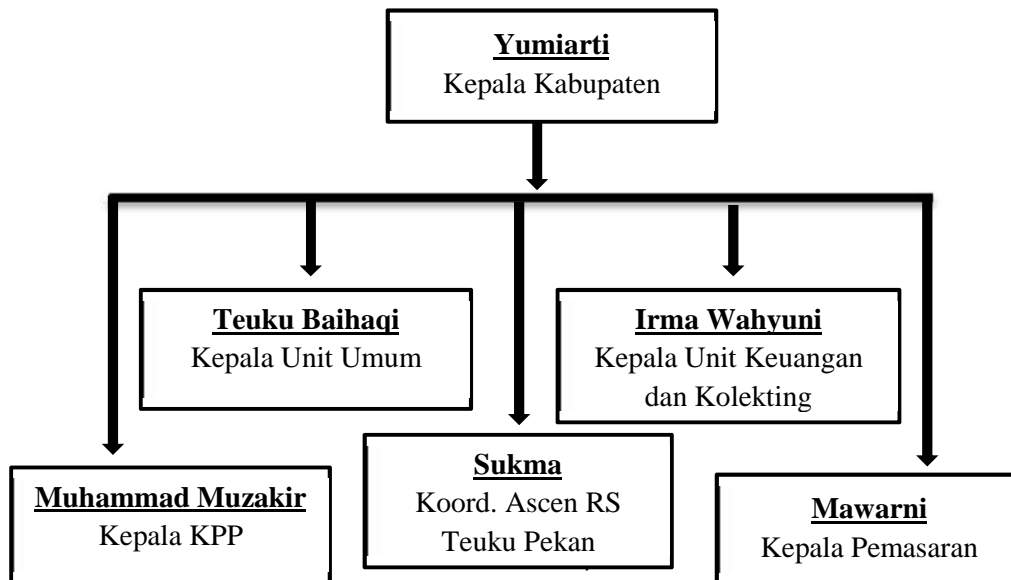 Yumiarti
Kepala Kabupaten
Teuku Baihaqi
Kepala Unit Umum
Irma Wahyuni
Kepala Unit Keuangan
dan Kolekting
Muhammad Muzakir
Kepala KPP
Sukma
Koord. Ascen RS
Teuku Pekan
Mawarni
Kepala Pemasaran